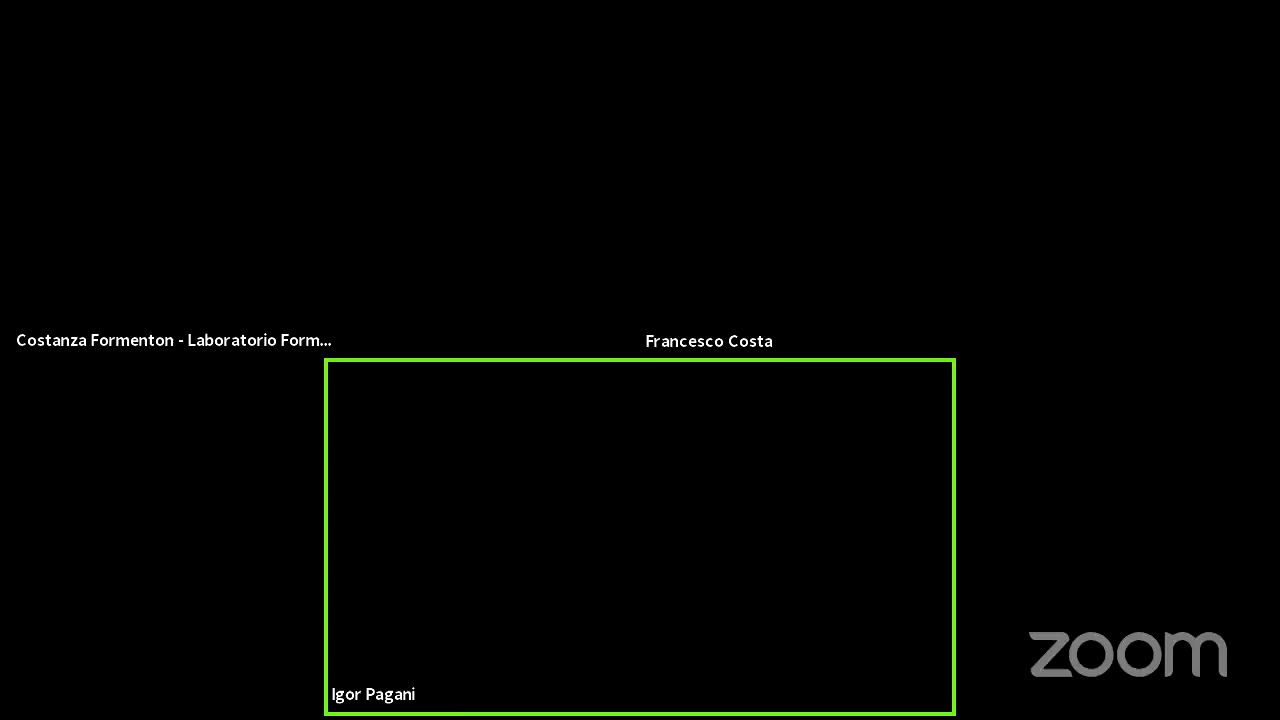 Costanza Formenton - Laboratorio Form...
Francesco Costa
Igor Pagani
zoom